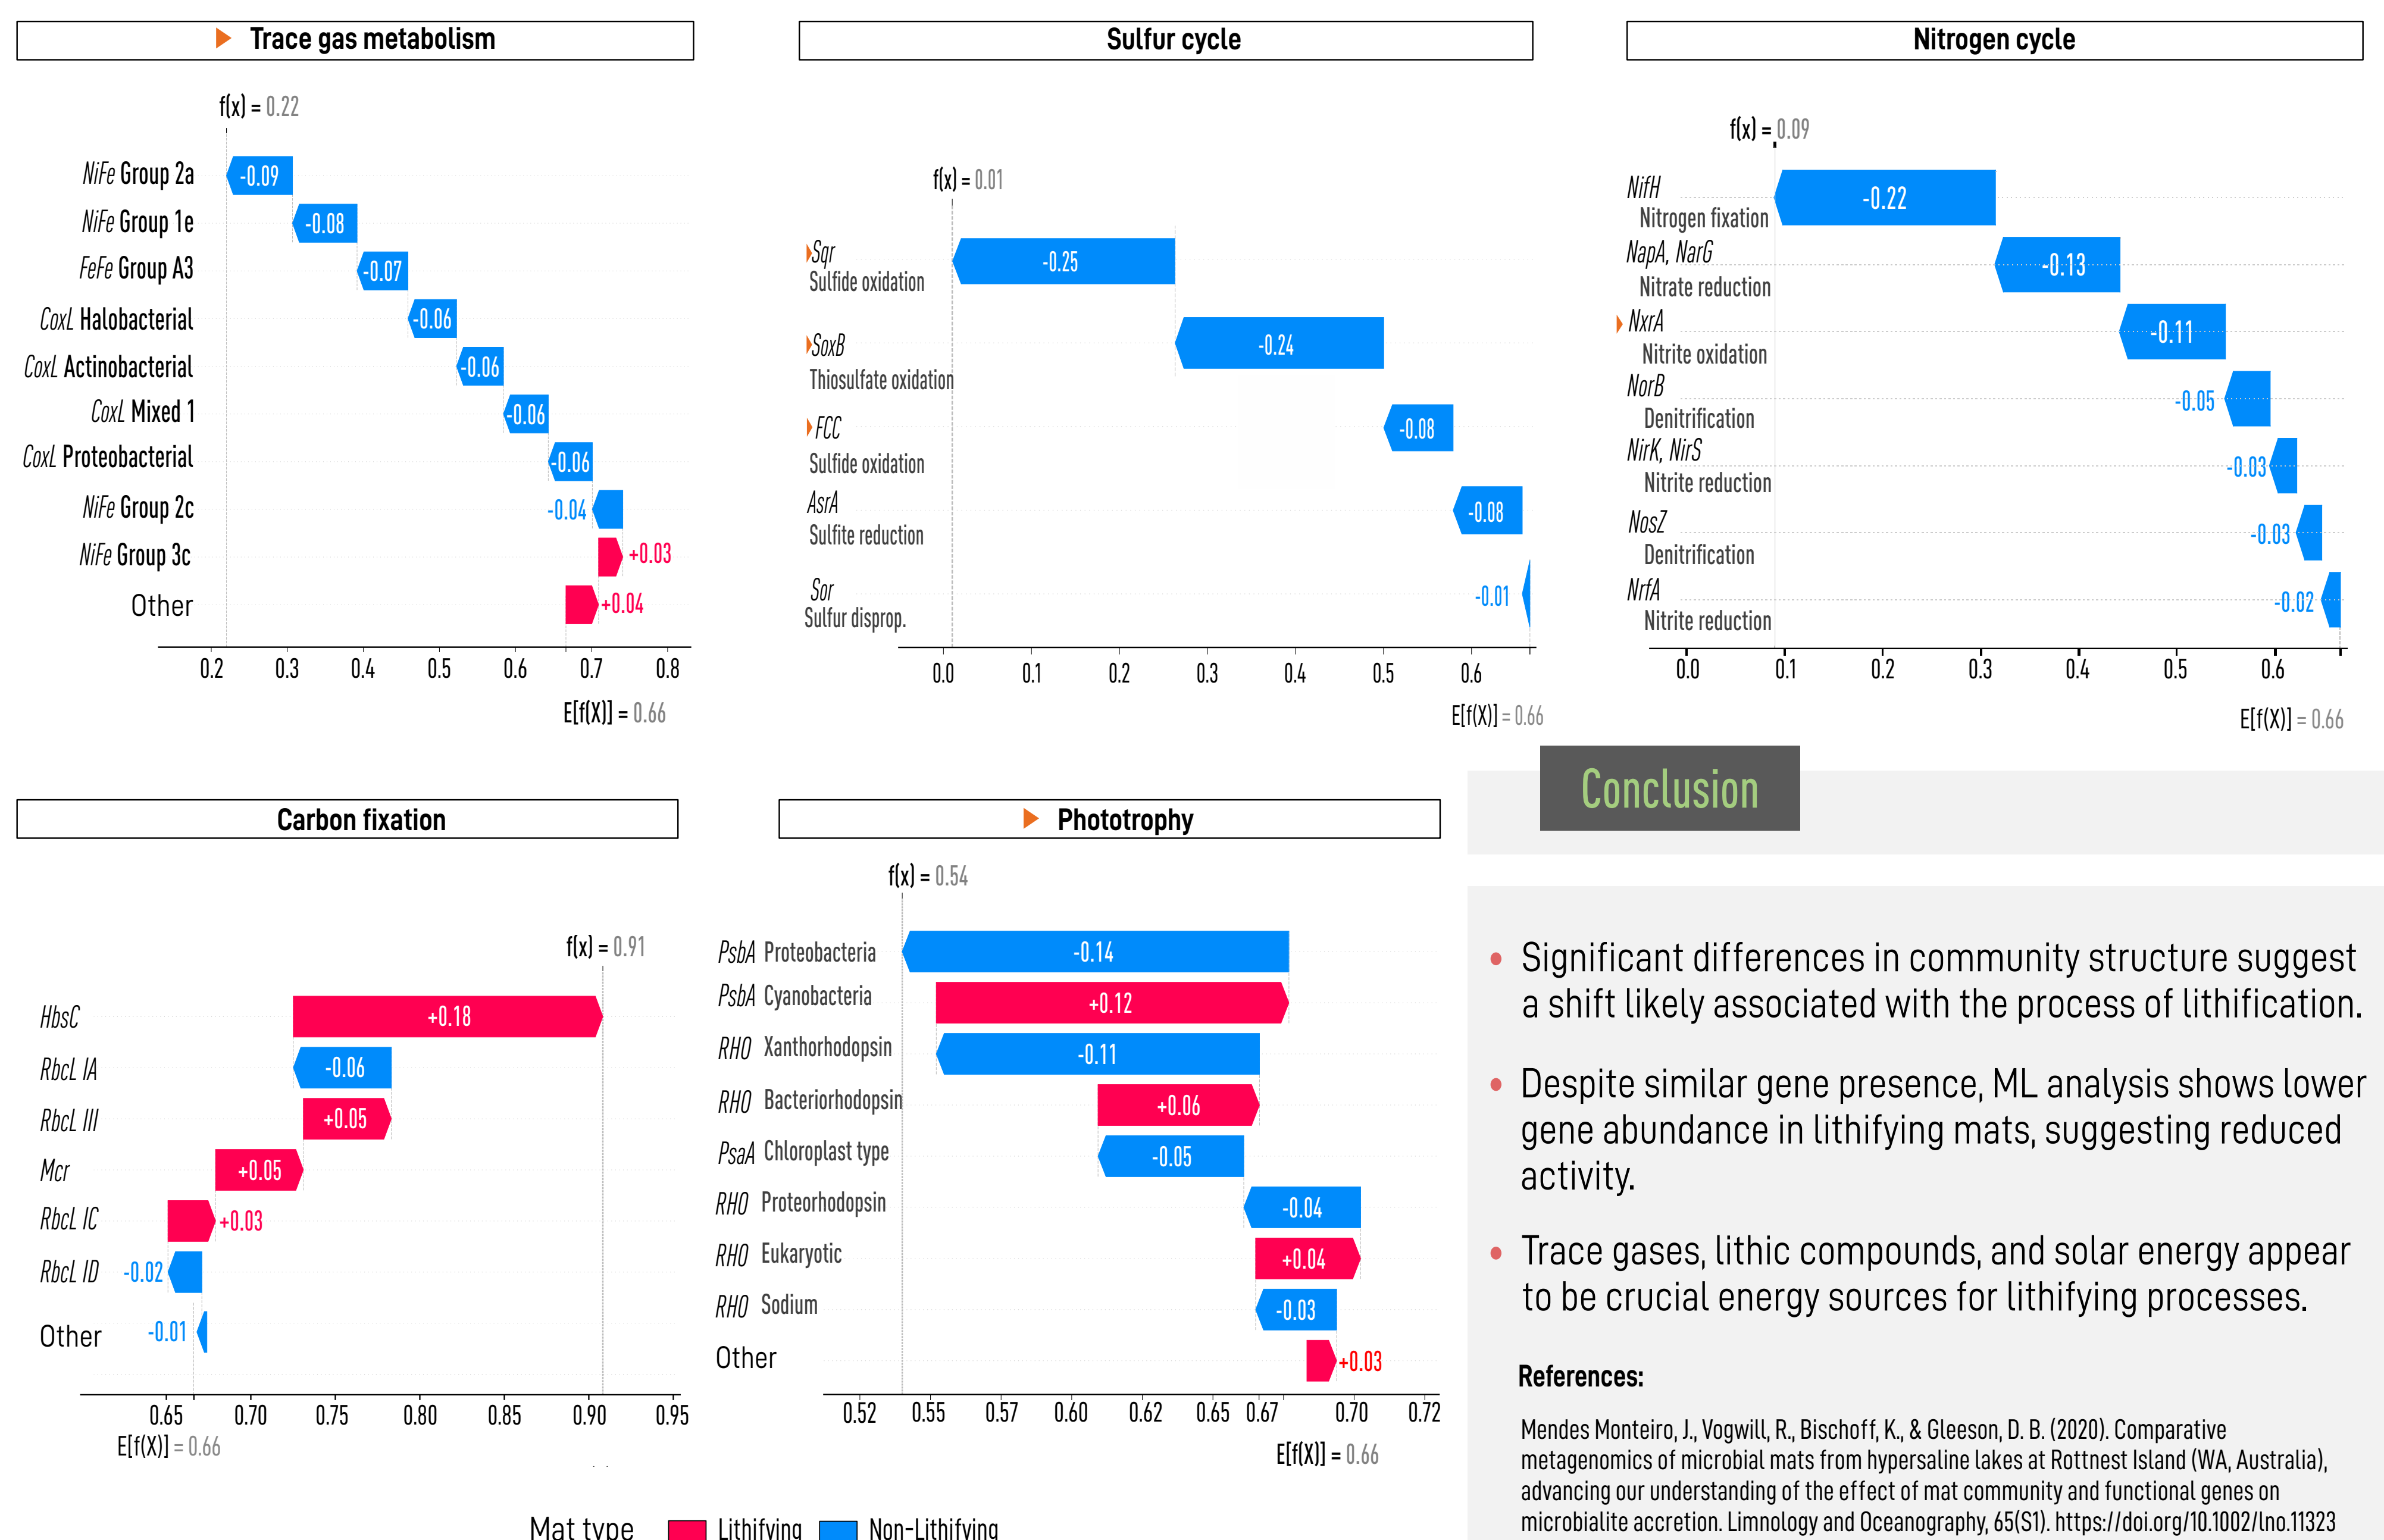 Trace gas metabolism
f(x) = 0.22
NiFe Group 2a
-0.09
NiFe Group 1e
-0.08
FeFe Group A3
-0.07
CoxL Halobacterial
-0.06
CoxL Actinobacterial
-0.06
CoxL Mixed 1
-0.06
CoxL Proteobacterial
-0.06
NiFe Group 2c
-0.04
NiFe Group 3c
+0.03
Other
+0.04
0.2 0.3 0.4 0.5 0.6 0.7 0.8
E[f(X)] = 0.66
Sulfur cycle
f(x) = 0.01
Sqr
Sulfide oxidation
-0.25
SoxB
Thiosulfate oxidation
-0.24
FCC
Sulfide oxidation
-0.08
AsrA
Sulfite reduction
-0.08
Sor
Sulfur disprop.
-0.01
0.0 0.1 0.2 0.3 0.4 0.5 0.6
E[f(X)] = 0.66
Nitrogen cycle
f(x) = 0.09
NifH
Nitrogen fixation
-0.22
NapA, NarG
Nitrate reduction
-0.13
NxrA
Nitrite oxidation
-0.11
NorB
Denitrification
-0.05
NirK, NirS
Nitrite reduction
-0.03
NosZ
Denitrification
-0.03
NrfA
Nitrite reduction
-0.02
0.0 0.1 0.2 0.3 0.4 0.5 0.6
E[f(X)] = 0.66
Carbon fixation
f(x) = 0.91
HbsC
+0.18
RbcL IA
-0.06
RbcL III
+0.05
Mcr
+0.05
RbcL IC
+0.03
RbcL ID
-0.02
Other
-0.01
0.65 0.70 0.75 0.80 0.85 0.90 0.95
E[f(X)] = 0.66
Phototrophy
f(x) = 0.54
PsbA Proteobacteria
-0.14
PsbA Cyanobacteria
+0.12
RHO Xanthorhodopsin
-0.11
RHO Bacteriorhodopsin
+0.06
PsaA Chloroplast type
-0.05
RHO Proteorhodopsin
-0.04
RHO Eukaryotic
+0.04
RHO Sodium
-0.03
Other
+0.03
0.52 0.55 0.57 0.60 0.62 0.65 0.67 0.70 0.72
E[f(X)] = 0.66
Mat type Lithifying Non-Lithifying
Conclusion
• Significant differences in community structure suggest
a shift likely associated with the process of lithification.
• Despite similar gene presence, ML analysis shows lower
gene abundance in lithifying mats, suggesting reduced
activity.
• Trace gases, lithic compounds, and solar energy appear
to be crucial energy sources for lithifying processes.
References:
Mendes Monteiro, J., Vogwill, R., Bischoff, K., & Gleeson, D. B. (2020). Comparative
metagenomics of microbial mats from hypersaline lakes at Rottnest Island (WA, Australia),
advancing our understanding of the effect of mat community and functional genes on
microbialite accretion. Limnology and Oceanography, 65(S1). https://doi.org/10.1002/lno.11323